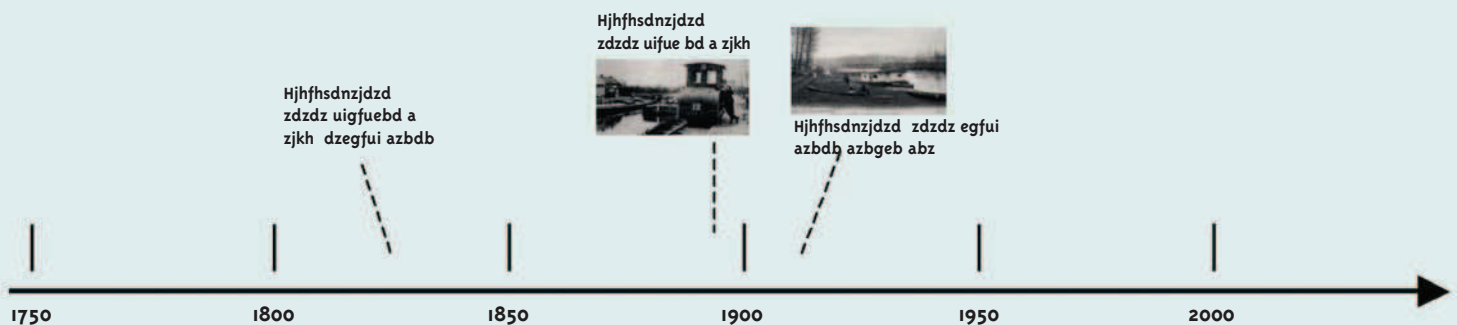 Hjhfhsdnzjdzd
zdzdz uifue bd a zjkh
Hjhfhsdnzjdzd
zdzdz uigfuebd a
zjkh dzegfui azbdb
Hjhfhsdnzjdzd zdzdz egfui
azbdb azbgeb abz
1750 1800 1850 1900 1950 2000